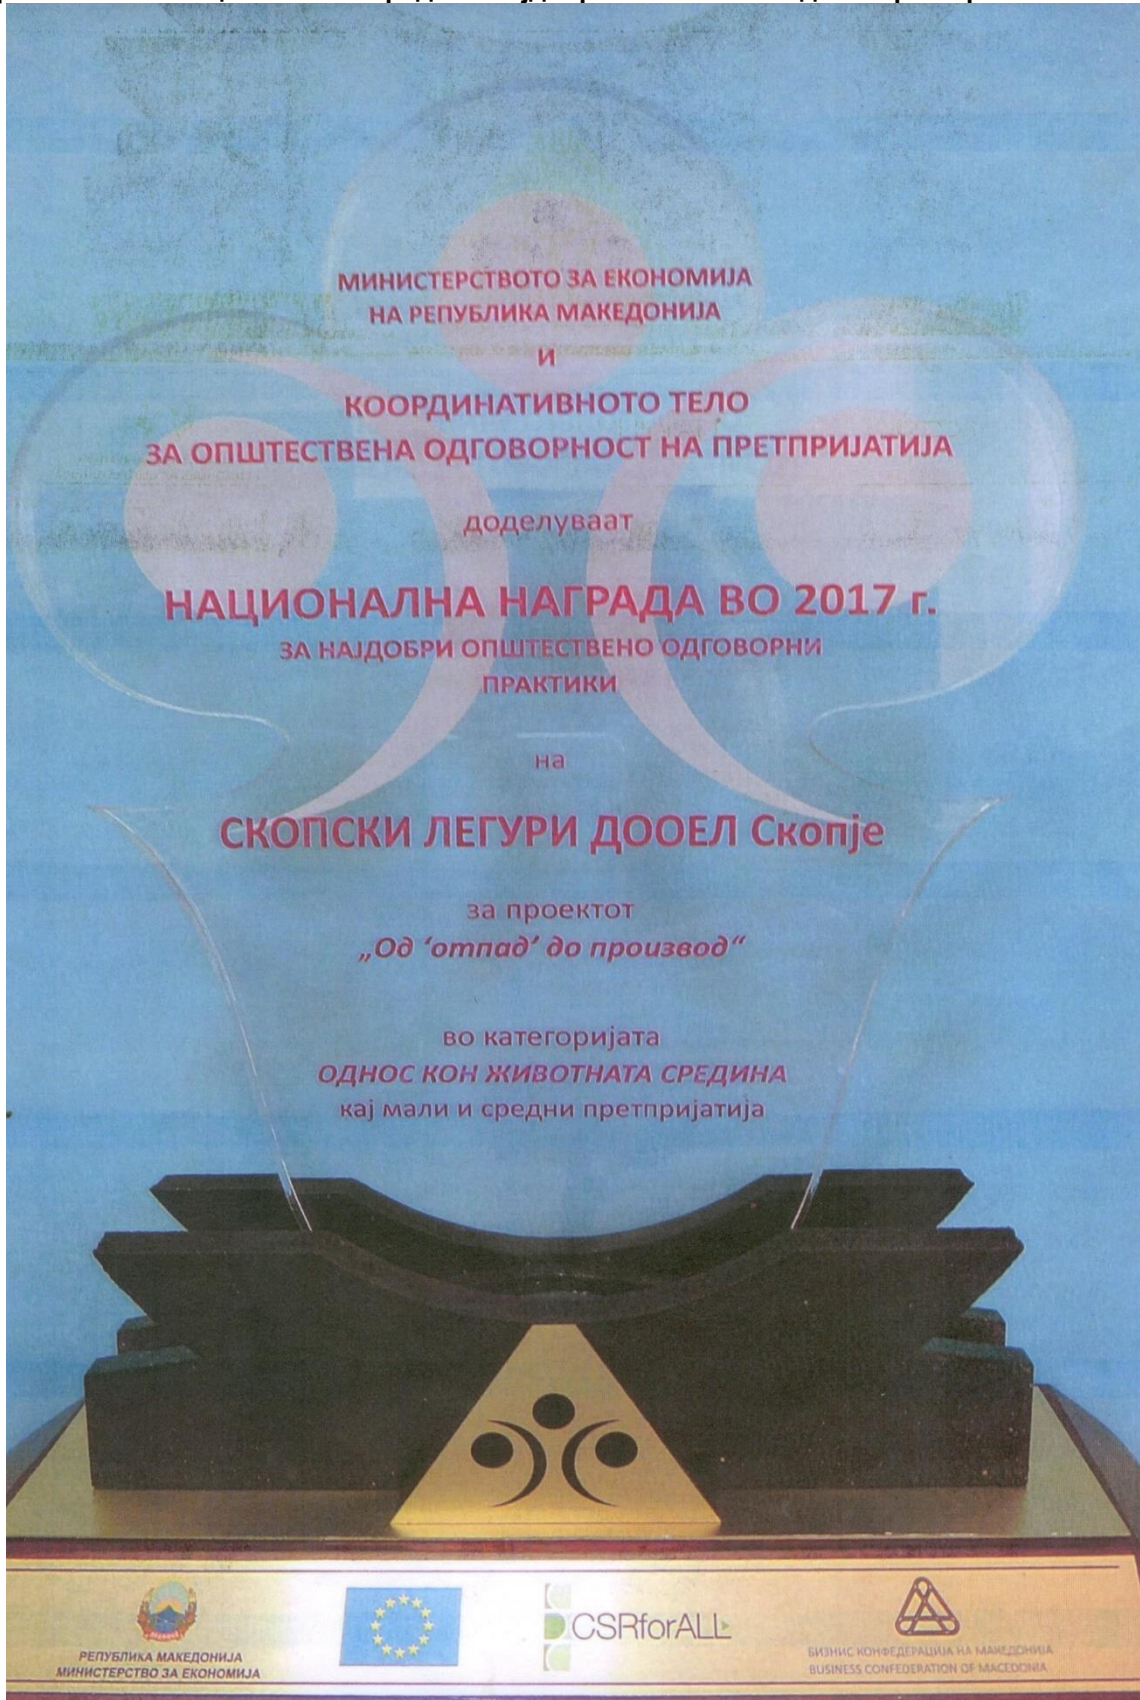 МИНИСТЕРСТВОТО ЗА ЕКОНОМИЈА
НА РЕПУБЛИКА МАКЕДОНИЈА
И
КООРДИНАТИВНОТО ТЕЛО
ЗА ОПШТЕСТВЕНА ОДГОВОРНОСТ НА ПРЕТПРИЈАТИЈА
доделуваат
НАЦИОНАЛНА НАГРАДА ВО 2017 г.
ЗА НАЈДОБРИ ОПШТЕСТВЕНО ОДГОВОРНИ
ПРАКТИКИ
на
СКОПСКИ ЛЕГУРИ ДООЕЛ Скопје
за проектот
„Од ‘отпад’ до производ“
во категоријата
ОДНОС КОН ЖИВОТНАТА СРЕДИНА
кај мали и средни претпријатија
РЕПУБЛИКА МАКЕДОНИЈА
МИНИСТЕРСТВО ЗА ЕКОНОМИЈА
CSRforALL
БИЗНИС КОНФЕДЕРАЦИЈА НА МАКЕДОНИЈА
BUSINESS CONFEDERATION OF MACEDONIA